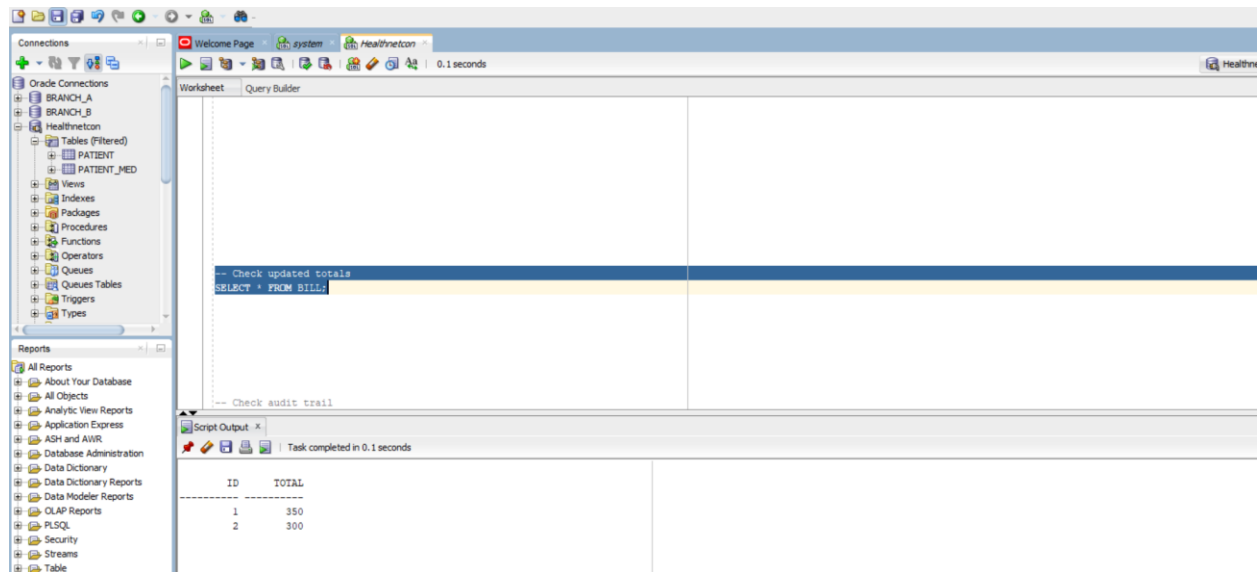 Connections
Oracle Connections
BRANCH_A
BRANCH_B
Healthnetcon
Tables (Filtered)
PATIENT
PATIENT_MED
Views
Indexes
Packages
Procedures
Functions
Operators
Queues
Queues Tables
Triggers
Types
Reports
All Reports
About Your Database
All Objects
Analytic View Reports
Application Express
ASH and AWR
Database Administration
Data Dictionary
Data Dictionary Reports
Data Modeler Reports
OLAP Reports
PLSQL
Security
Streams
Table
Welcome Page system Healthnetcon
0.1 seconds Healthne
Worksheet Query Builder
-- Check updated totals
SELECT * FROM BILL;
-- Check audit trail
Script Output x
Task completed in 0.1 seconds
ID TOTAL
---------- ----------
1 350
2 300